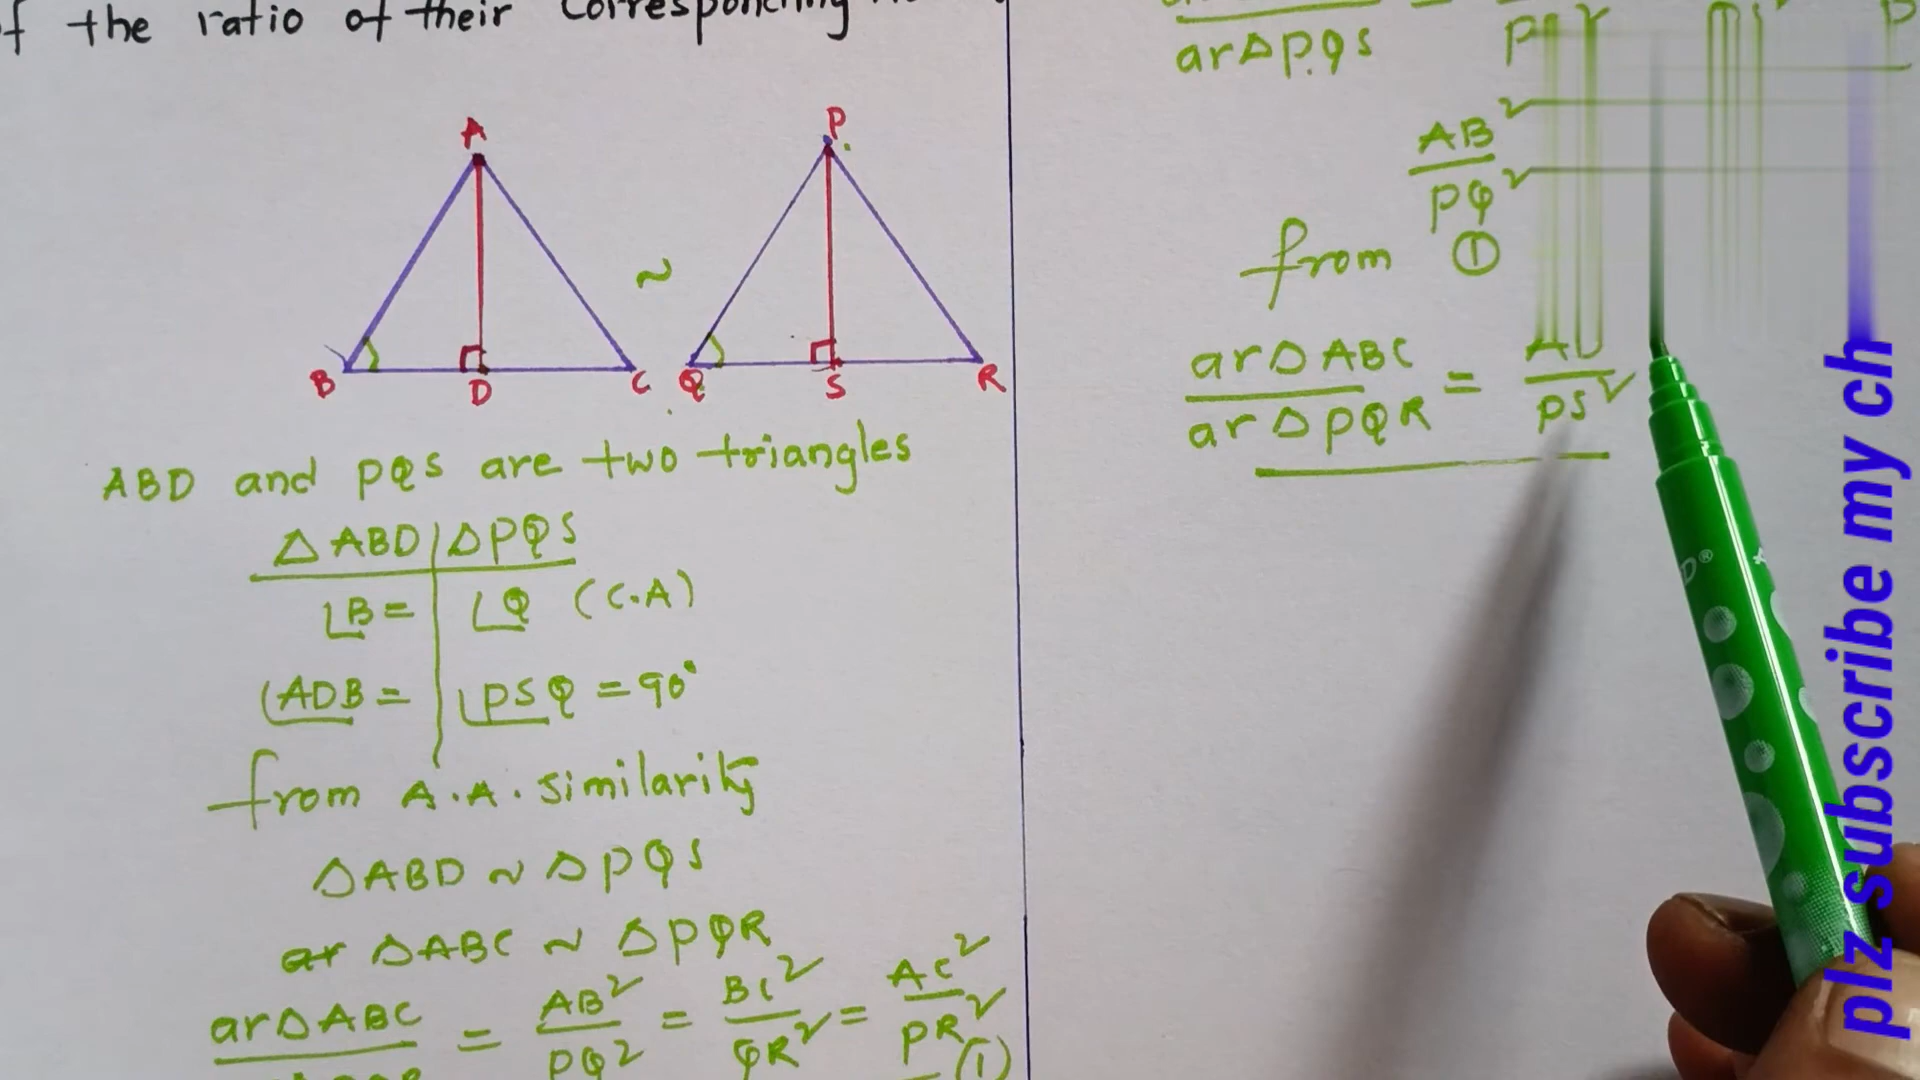 of the ratio of their corresponding
A
P
~
B D C Q S R
ABD and PQS are two triangles
△ABD | △PQS
∠B = | ∠Q (C.A)
∠ADB = | ∠PSQ = 90°
from A.A. similarity
△ABD ~ △PQS
ar △ABC ~ △PQR
ar△ABC = AB² = BC² = AC²
PQ2 QR² PR² (1)
ar△PQS
AB²
PQ²
from ①
ar△ABC =
ar△PQR PS²
plz subscribe my ch